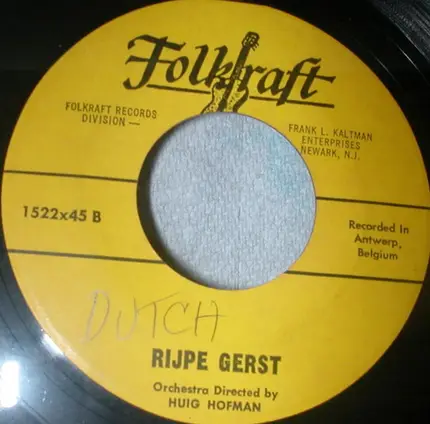 Folkraft
FOLKRAFT RECORDS
DIVISION —
FRANK L. KALTMAN
ENTERPRISES
NEWARK, N.J.
1522x45 B
Recorded In
Antwerp,
Belgium
DUTCH
RIJPE GERST
Orchestra Directed by
HUIG HOFMAN